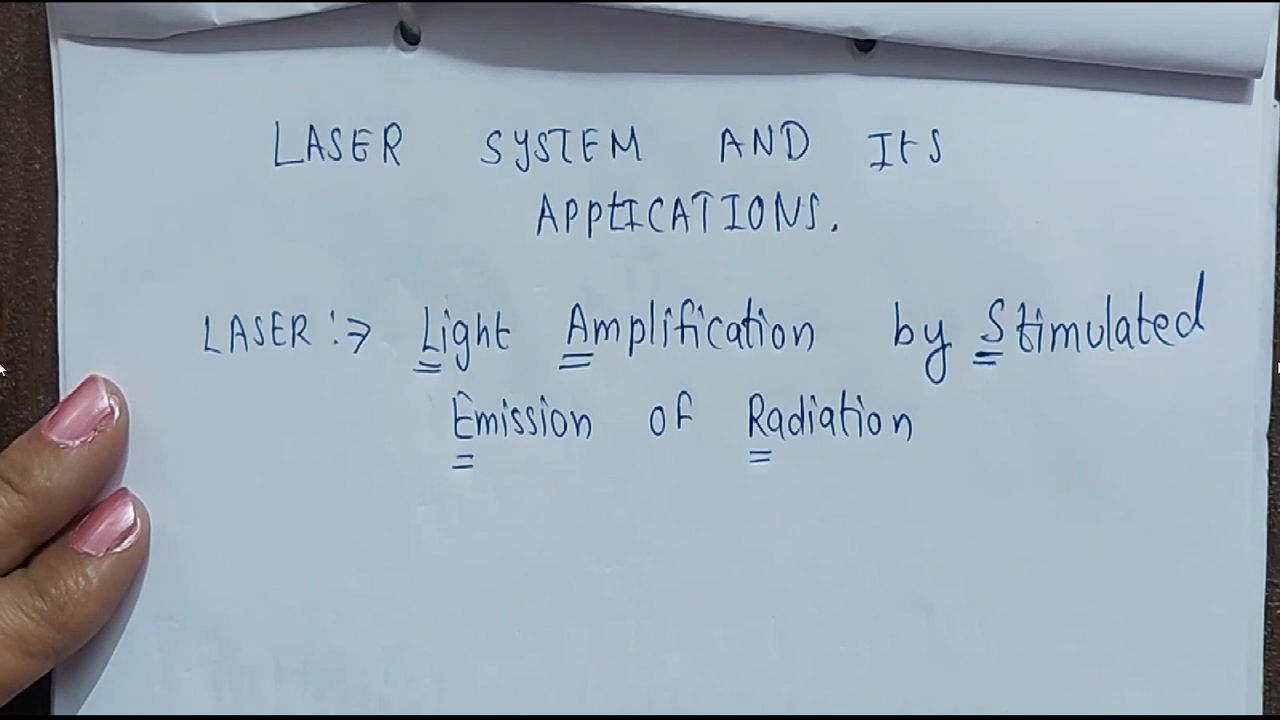 LASER SYSTEM AND ItS
APPLICATIONS.
LASER :⇒ Light Amplification by Stimulated
Emission of Radiation